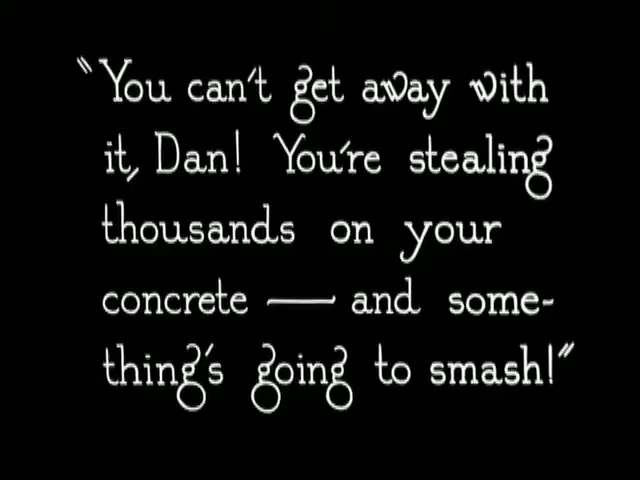 "You can't get away with
it, Dan! You're stealing
thousands on your
concrete — and some-
thing's going to smash!"